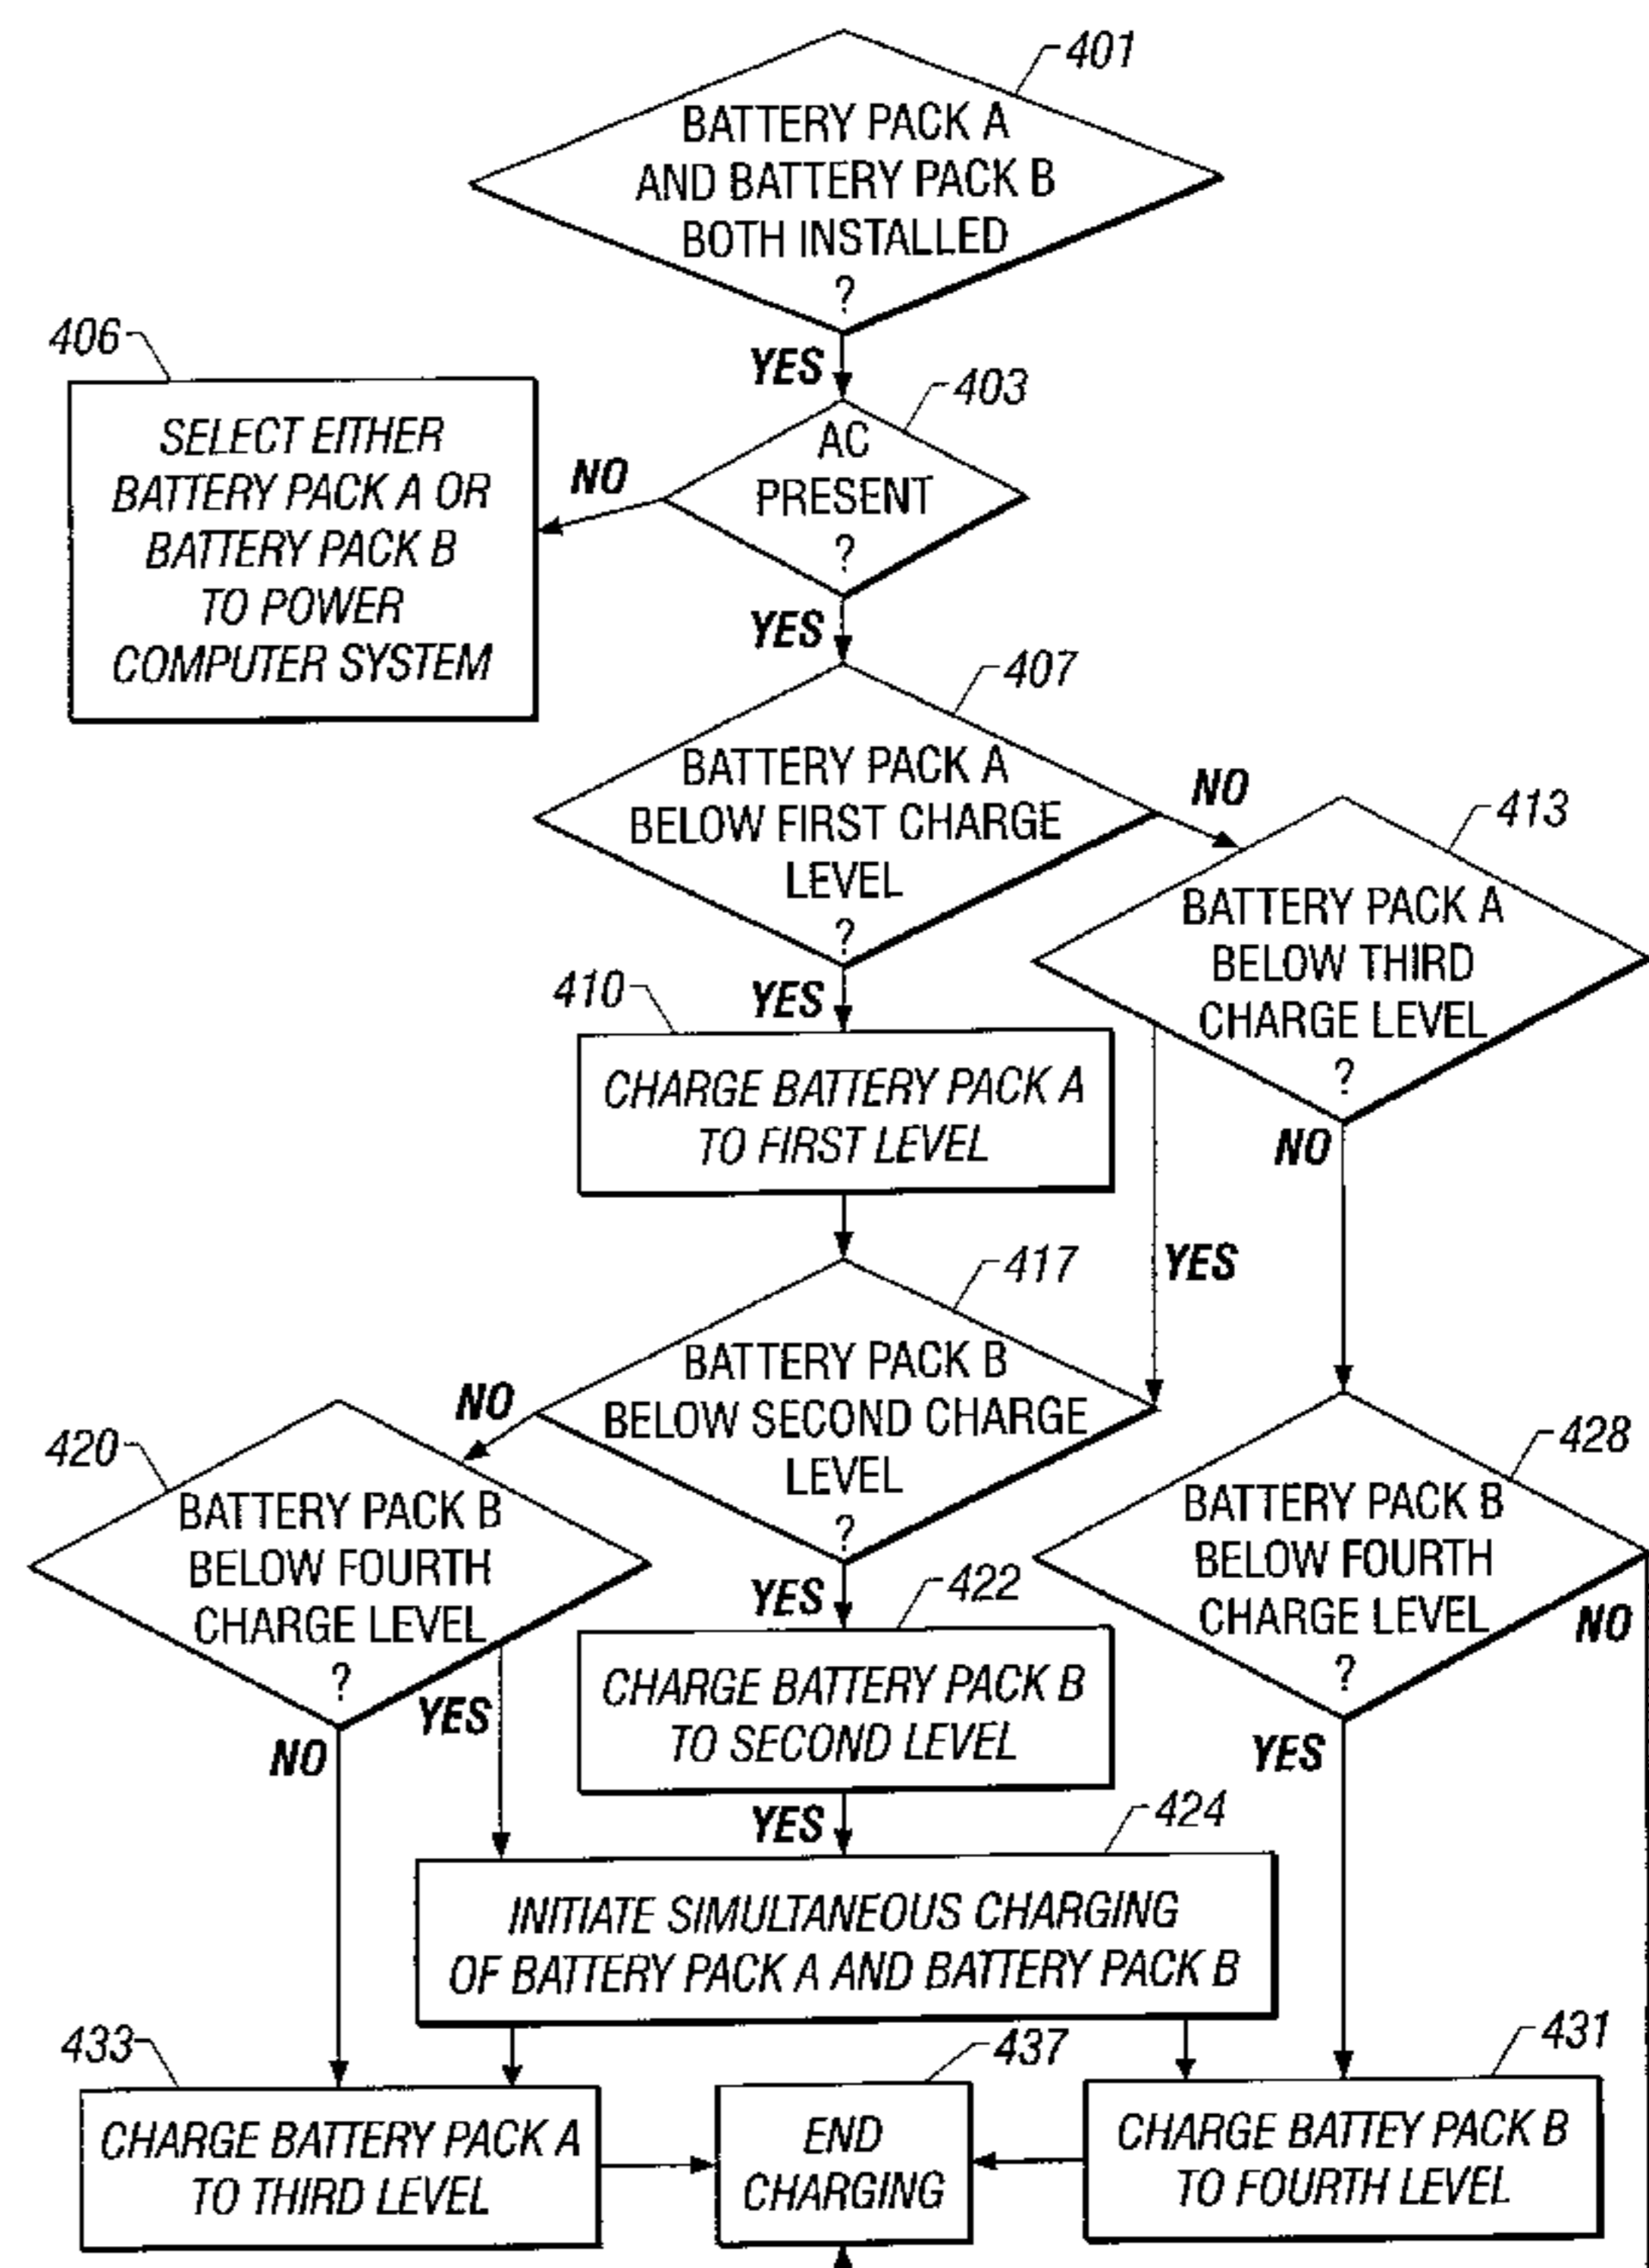 401
BATTERY PACK A
AND BATTERY PACK B
BOTH INSTALLED
?
406
YES
403
SELECT EITHER
BATTERY PACK A OR
BATTERY PACK B
TO POWER
COMPUTER SYSTEM
NO
AC
PRESENT
?
YES
407
BATTERY PACK A
BELOW FIRST CHARGE
LEVEL
?
NO
413
BATTERY PACK A
BELOW THIRD
CHARGE LEVEL
?
410
YES
CHARGE BATTERY PACK A
TO FIRST LEVEL
NO
417
YES
BATTERY PACK B
BELOW SECOND CHARGE
LEVEL
?
NO
420
BATTERY PACK B
BELOW FOURTH
CHARGE LEVEL
?
428
BATTERY PACK B
BELOW FOURTH
CHARGE LEVEL
?
NO
YES
422
CHARGE BATTERY PACK B
TO SECOND LEVEL
YES
NO
YES
YES
424
INITIATE SIMULTANEOUS CHARGING
OF BATTERY PACK A AND BATTERY PACK B
433
437
431
CHARGE BATTERY PACK A
TO THIRD LEVEL
END
CHARGING
CHARGE BATTEY PACK B
TO FOURTH LEVEL